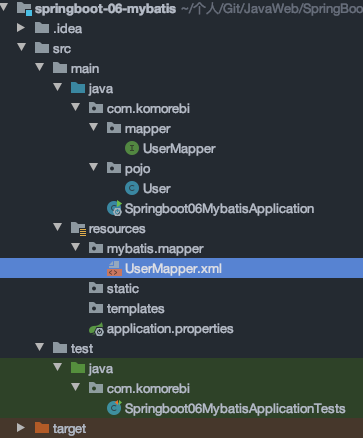 springboot-06-mybatis ~/个人/Git/JavaWeb/SpringBoo
.idea
src
main
java
com.komorebi
mapper
UserMapper
pojo
User
Springboot06MybatisApplication
resources
mybatis.mapper
UserMapper.xml
static
templates
application.properties
test
java
com.komorebi
Springboot06MybatisApplicationTests
target